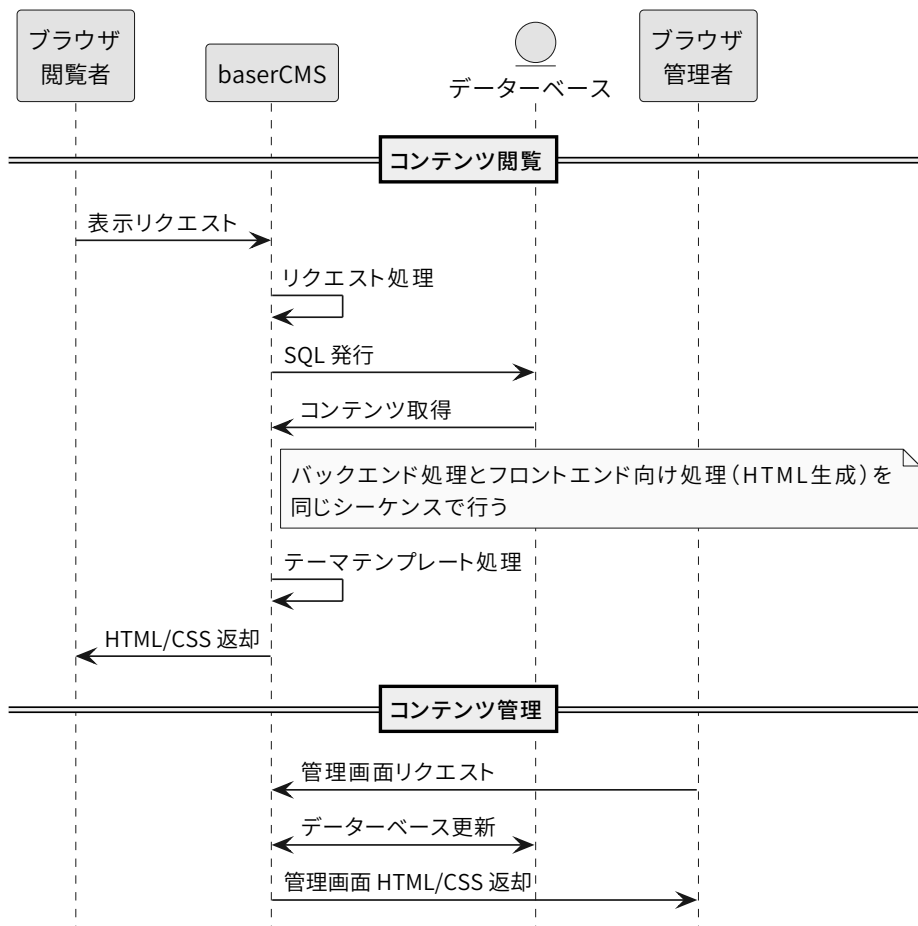 ブラウザ
閲覧者
baserCMS
データーベース
ブラウザ
管理者
コンテンツ閲覧
表示リクエスト
リクエスト処理
SQL 発行
コンテンツ取得
バックエンド処理とフロントエンド向け処理（HTML生成）を
同じシーケンスで行う
テーマテンプレート処理
HTML/CSS 返却
コンテンツ管理
管理画面リクエスト
データーベース更新
管理画面 HTML/CSS 返却